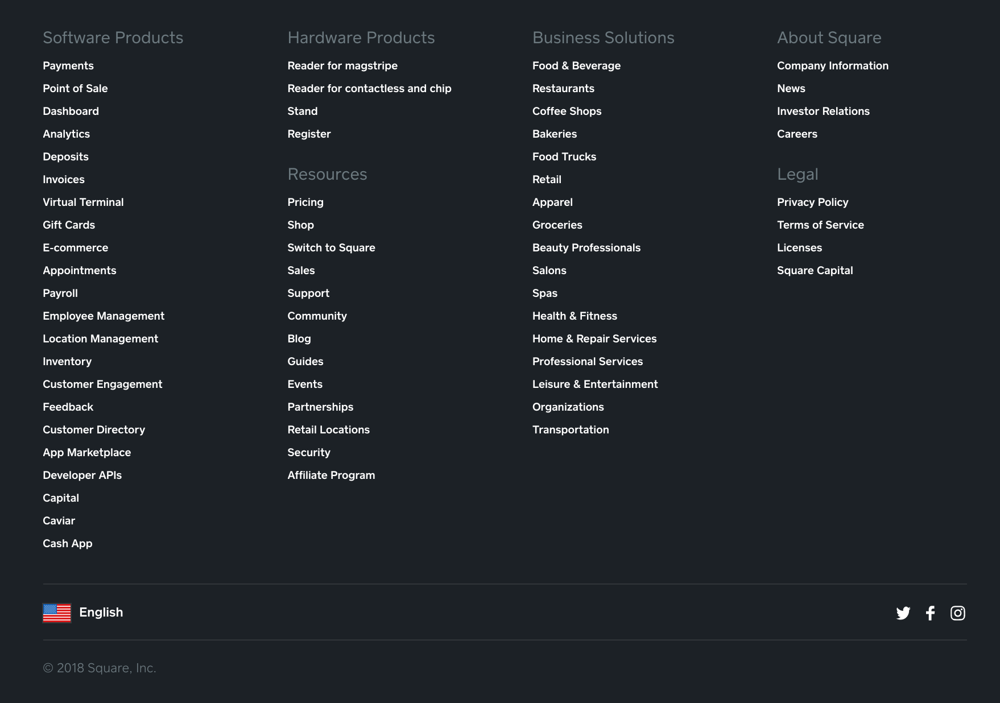 Software Products
Payments
Point of Sale
Dashboard
Analytics
Deposits
Invoices
Virtual Terminal
Gift Cards
E-commerce
Appointments
Payroll
Employee Management
Location Management
Inventory
Customer Engagement
Feedback
Customer Directory
App Marketplace
Developer APIs
Capital
Caviar
Cash App
Hardware Products
Reader for magstripe
Reader for contactless and chip
Stand
Register
Resources
Pricing
Shop
Switch to Square
Sales
Support
Community
Blog
Guides
Events
Partnerships
Retail Locations
Security
Affiliate Program
Business Solutions
Food & Beverage
Restaurants
Coffee Shops
Bakeries
Food Trucks
Retail
Apparel
Groceries
Beauty Professionals
Salons
Spas
Health & Fitness
Home & Repair Services
Professional Services
Leisure & Entertainment
Organizations
Transportation
About Square
Company Information
News
Investor Relations
Careers
Legal
Privacy Policy
Terms of Service
Licenses
Square Capital
English
© 2018 Square, Inc.